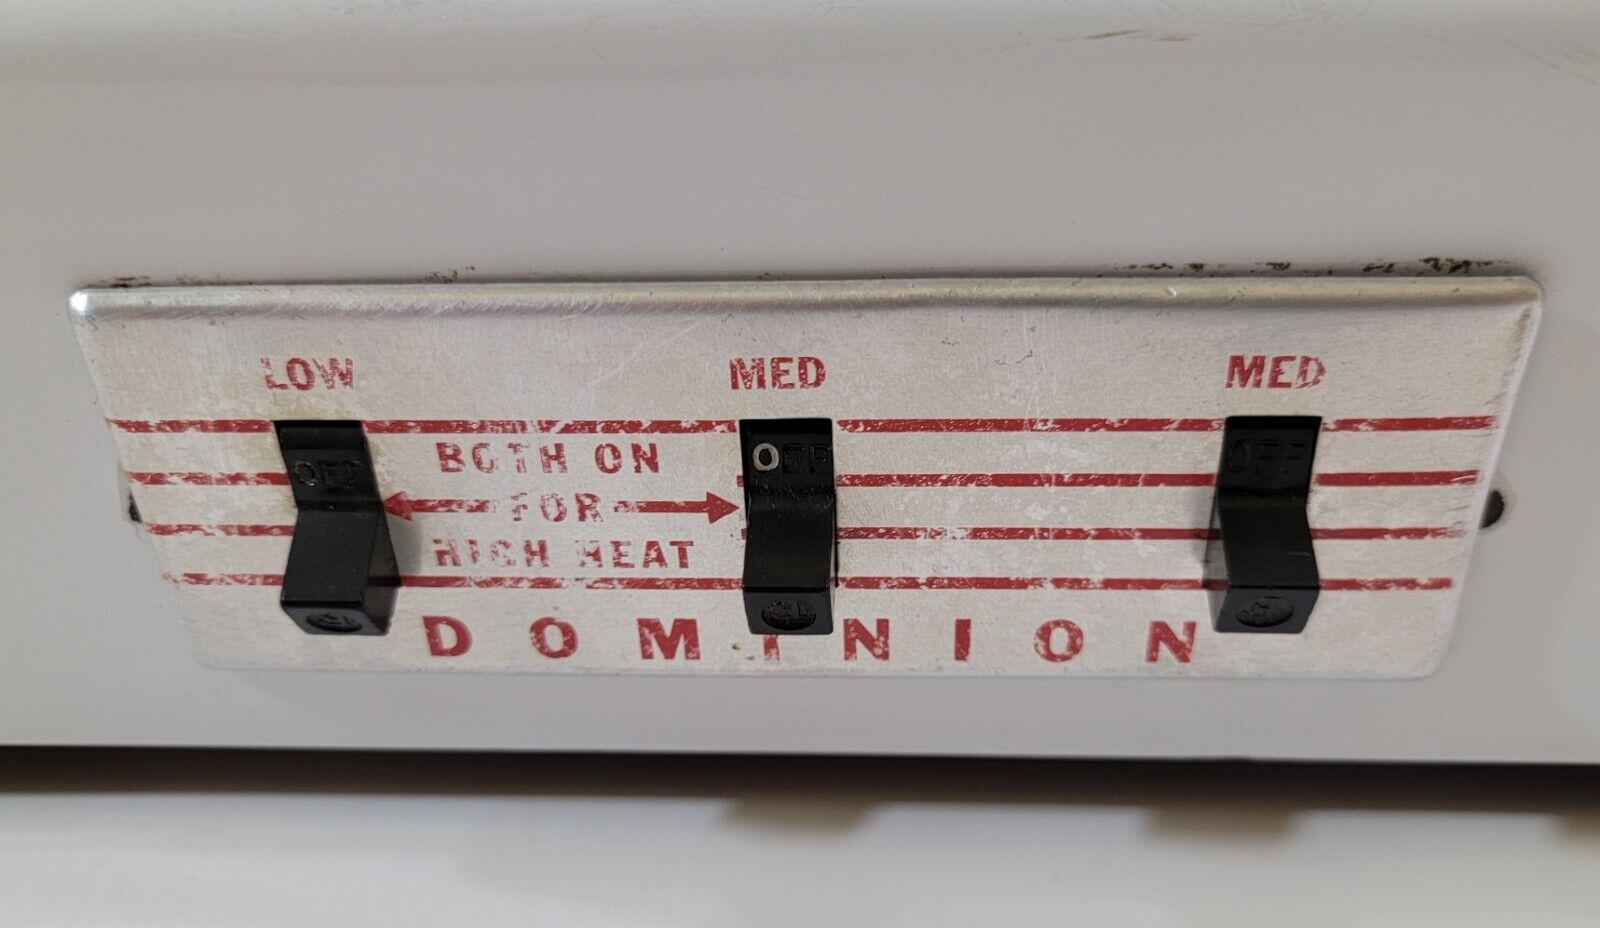 LOW MED MED
OFF OFF OFF
BOTH ON
FOR
HIGH HEAT
DOMINION